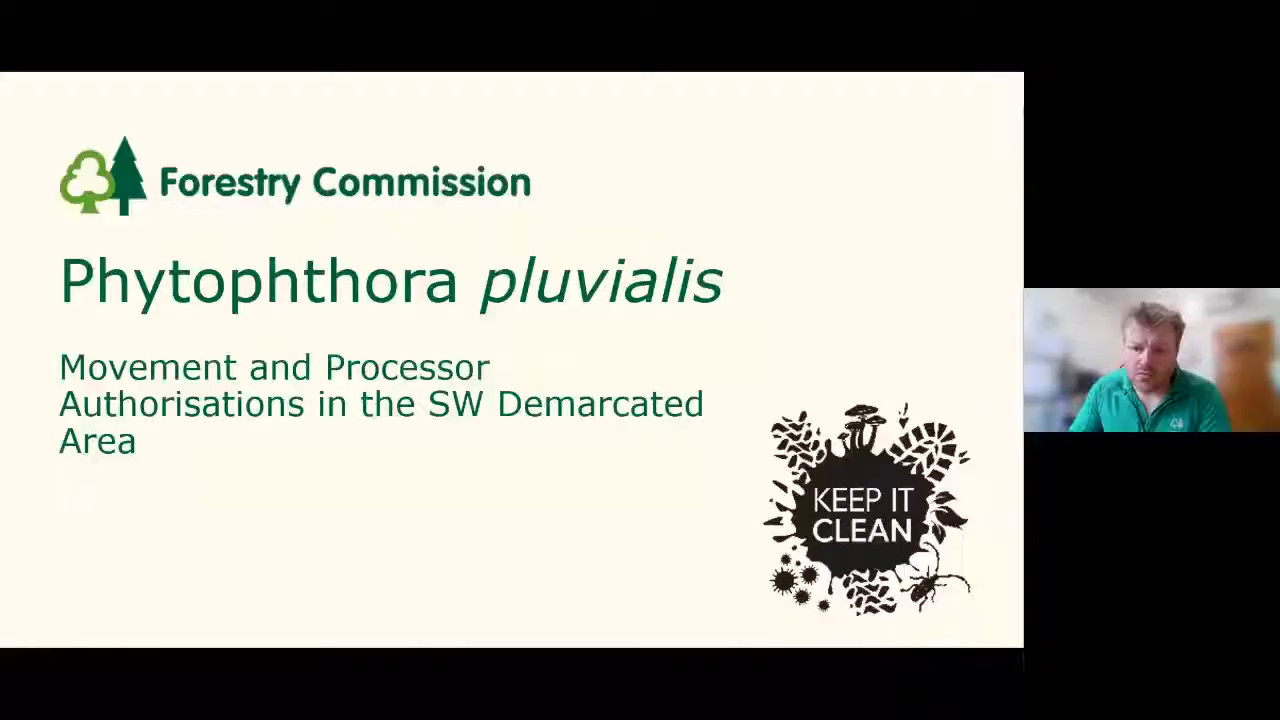 Forestry Commission
Phytophthora pluvialis
Movement and Processor
Authorisations in the SW Demarcated
Area
KEEP IT
CLEAN